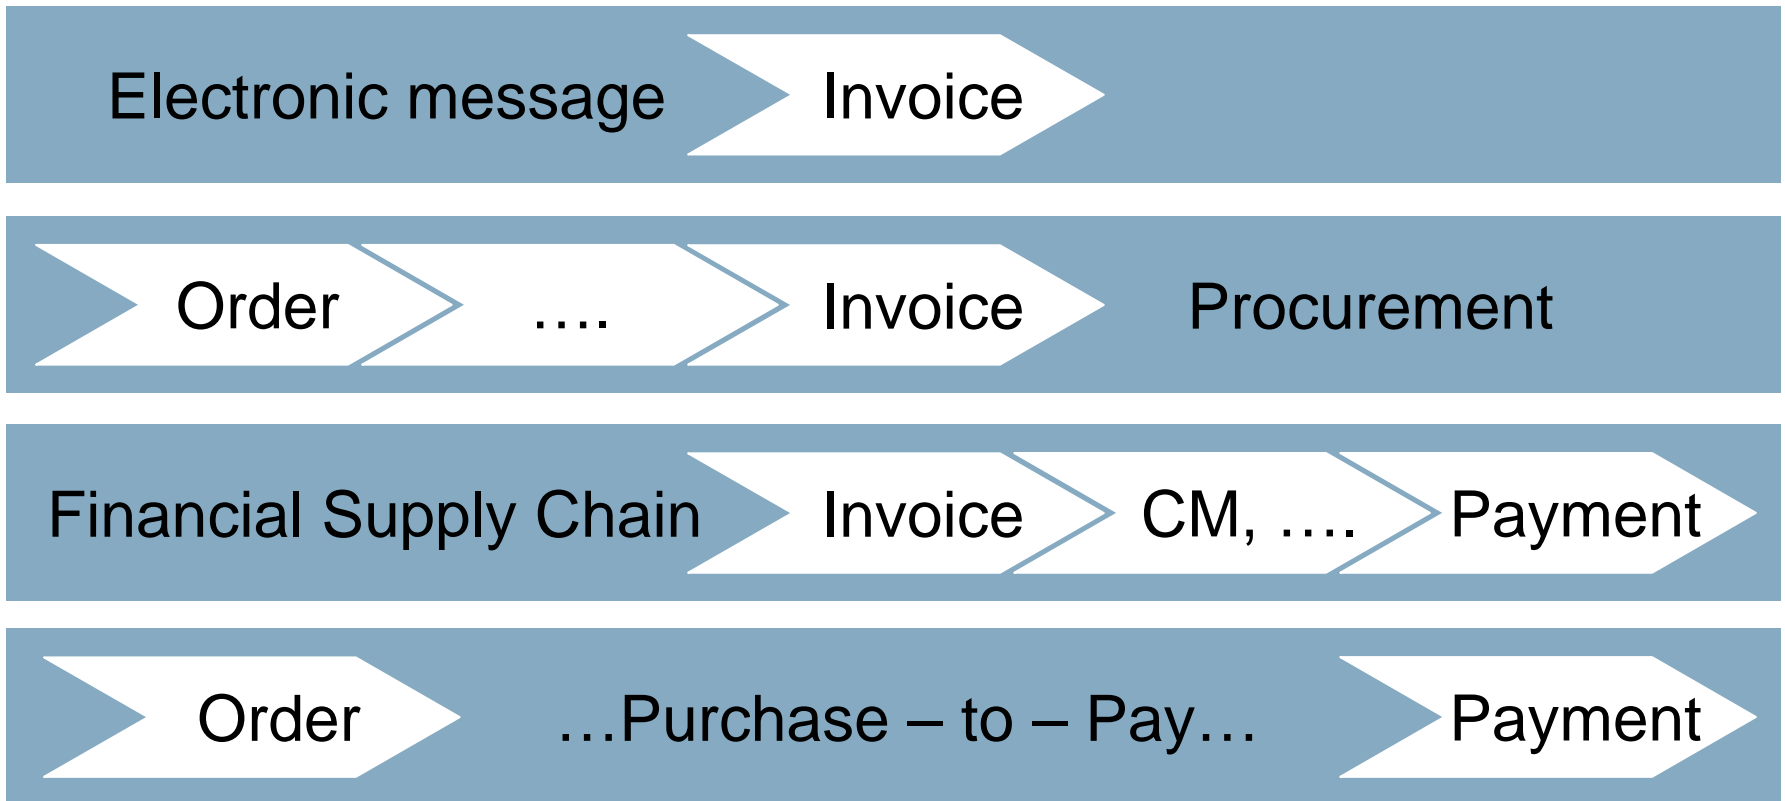 Electronic message Invoice
Order …. Invoice Procurement
Financial Supply Chain Invoice CM, …. Payment
Order …Purchase – to – Pay… Payment